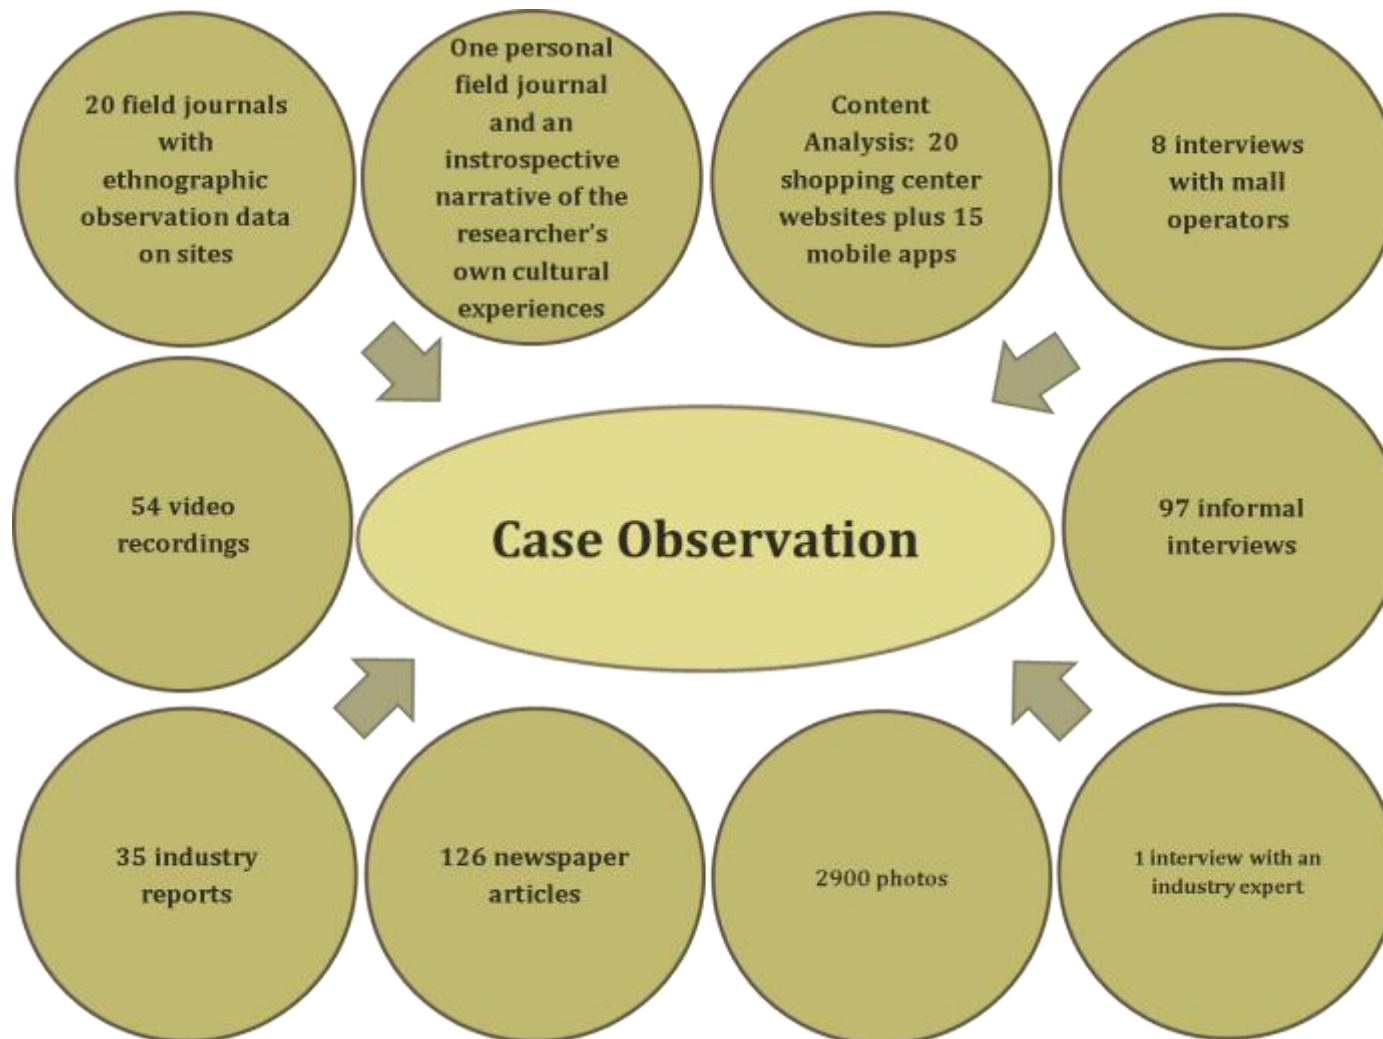 20 field journals
with
ethnographic
observation data
on sites
One personal
field journal
and an
instrospective
narrative of the
researcher's
own cultural
experiences
Content
Analysis: 20
shopping center
websites plus 15
mobile apps
8 interviews
with mall
operators
54 video
recordings
Case Observation
97 informal
interviews
35 industry
reports
126 newspaper
articles
2900 photos
1 interview with an
industry expert